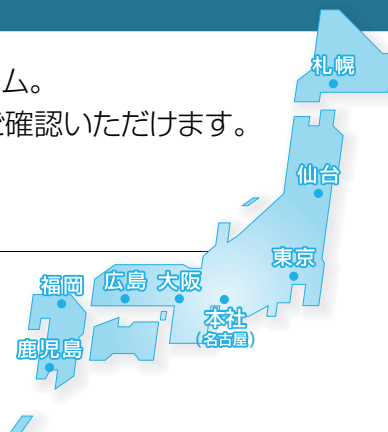 ム。
確認いただけます。
札幌
仙台
東京
福岡
広島
大阪
本社
(名古屋)
鹿児島